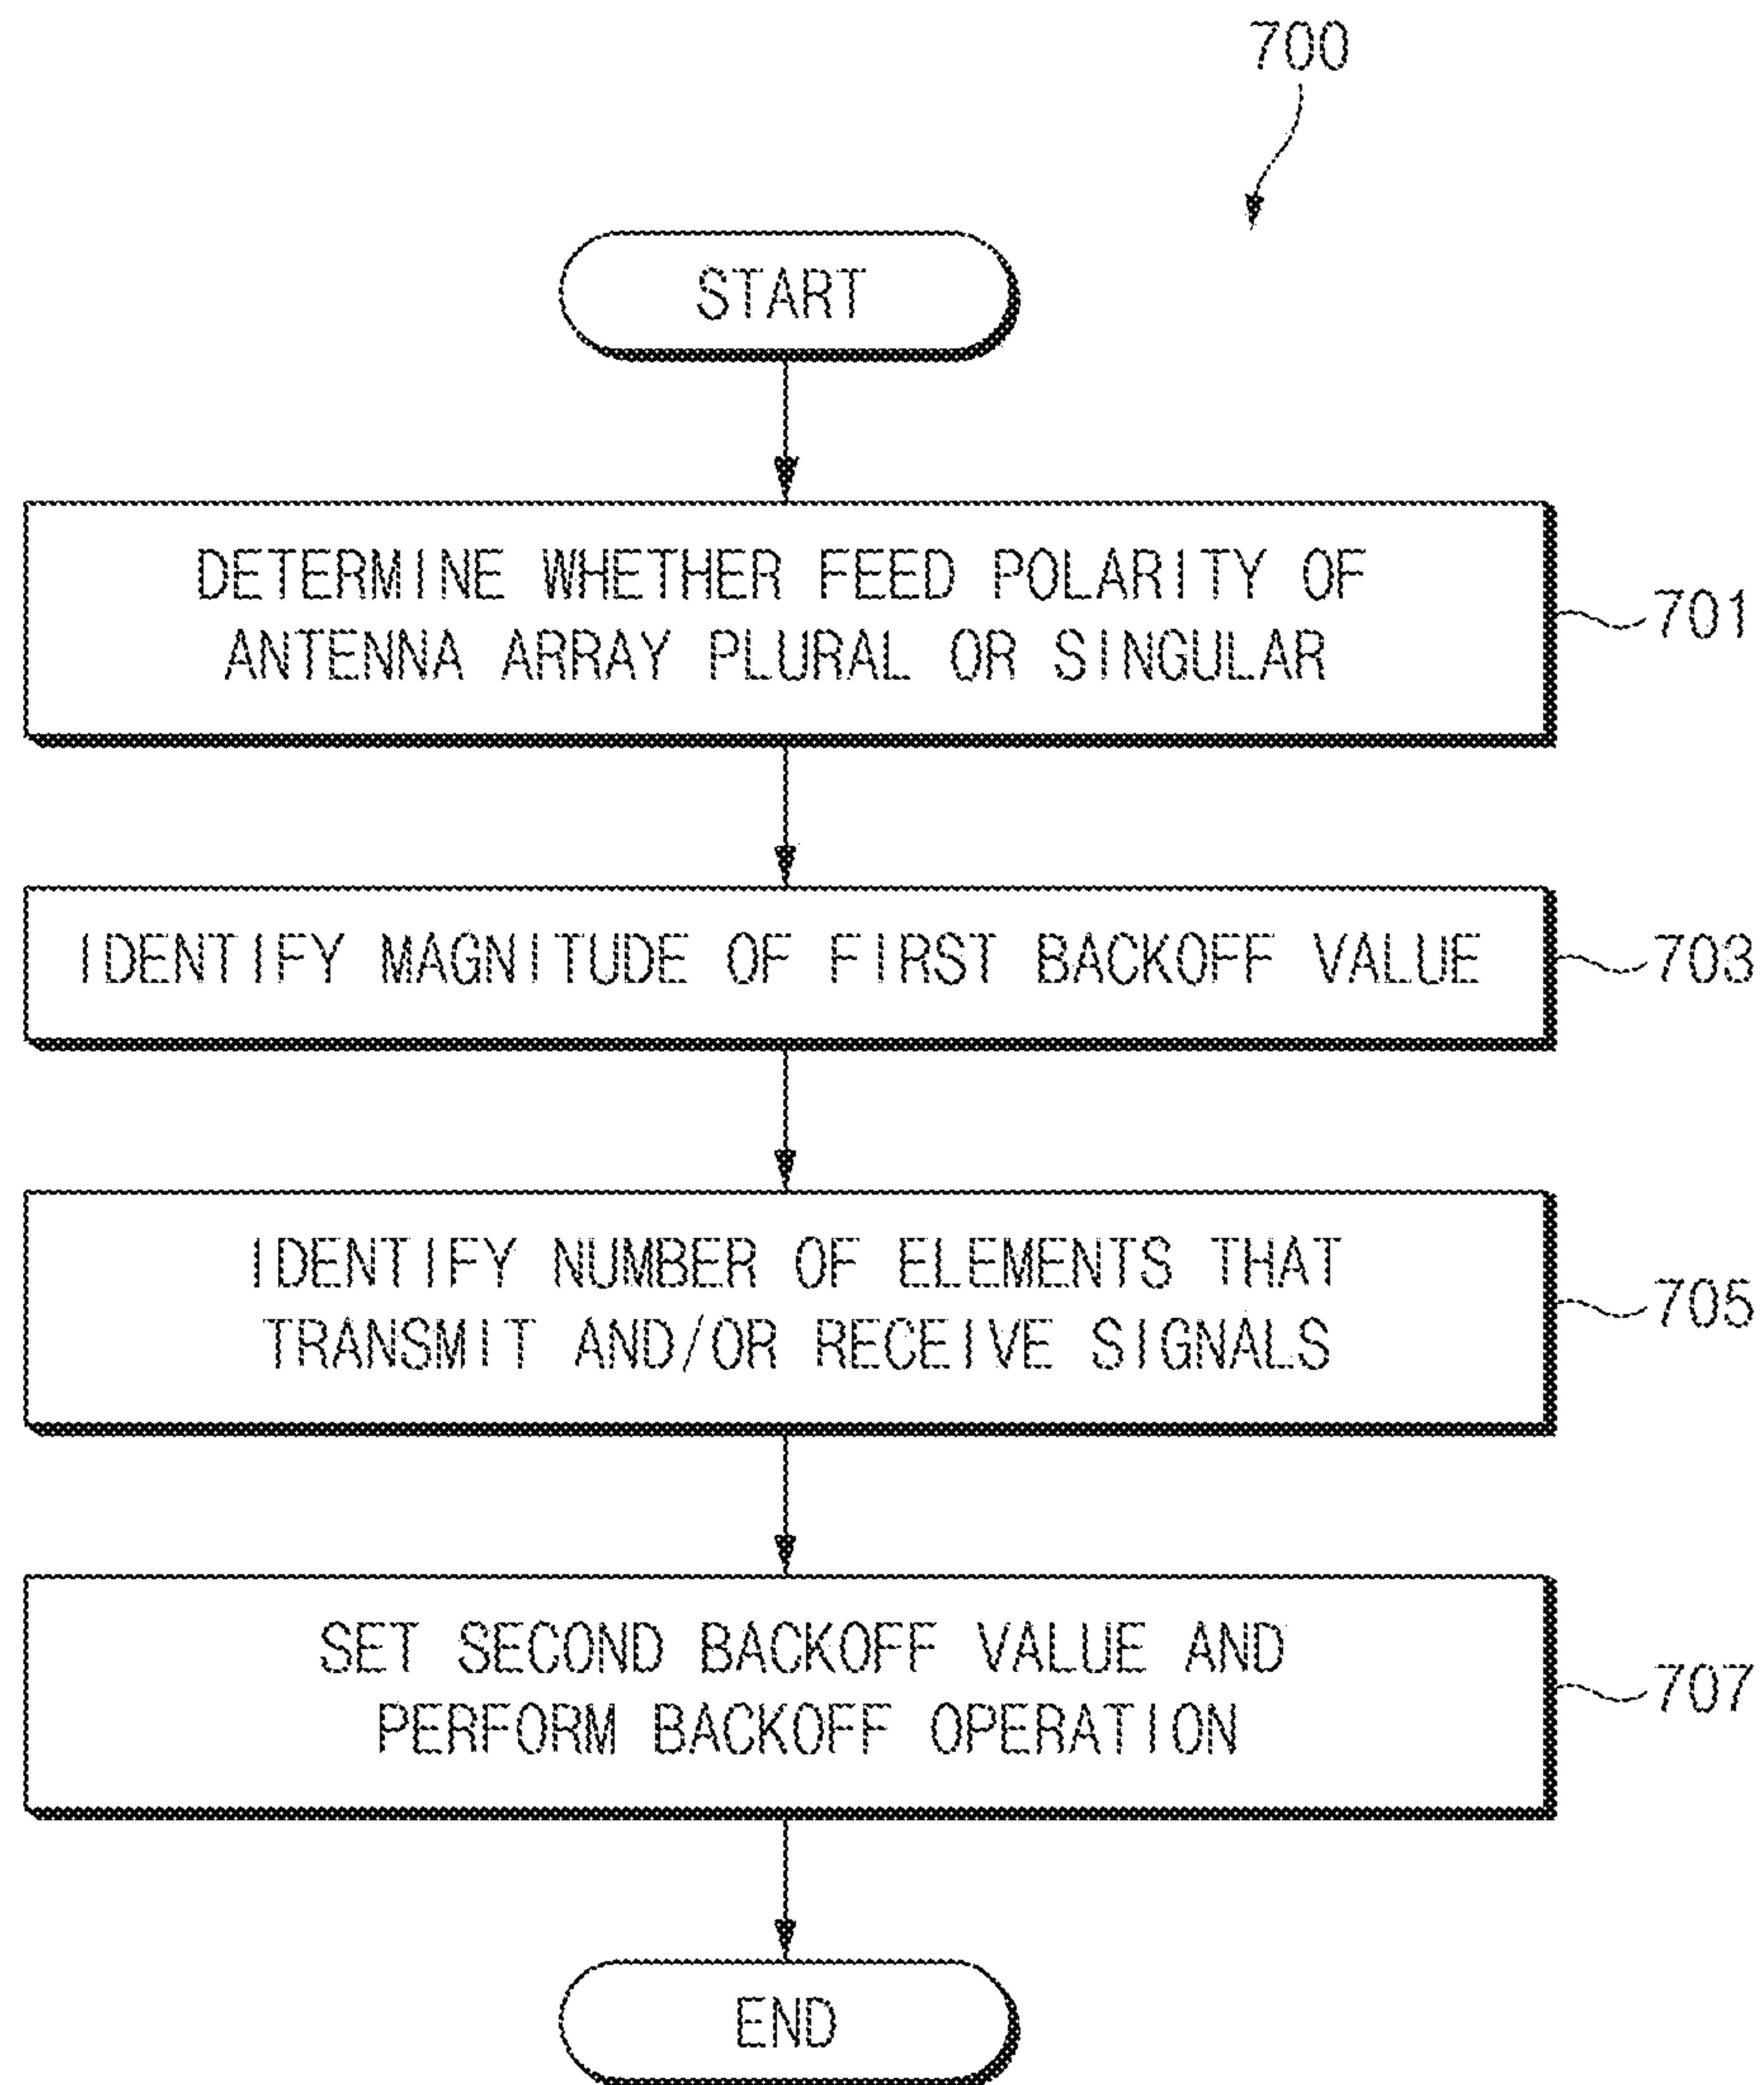 700
START
DETERMINE WHETHER FEED POLARITY OF
ANTENNA ARRAY PLURAL OR SINGULAR
701
IDENTIFY MAGNITUDE OF FIRST BACKOFF VALUE
703
IDENTIFY NUMBER OF ELEMENTS THAT
TRANSMIT AND/OR RECEIVE SIGNALS
705
SET SECOND BACKOFF VALUE AND
PERFORM BACKOFF OPERATION
707
END